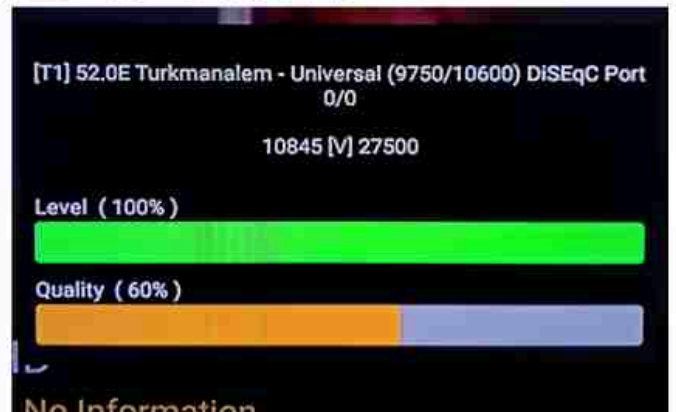 [T1] 52.0E Turkmanalem - Universal (9750/10600) DiSEqC Port
0/0
10845 [V] 27500
Level ( 100% )
Quality ( 60% )
No Information